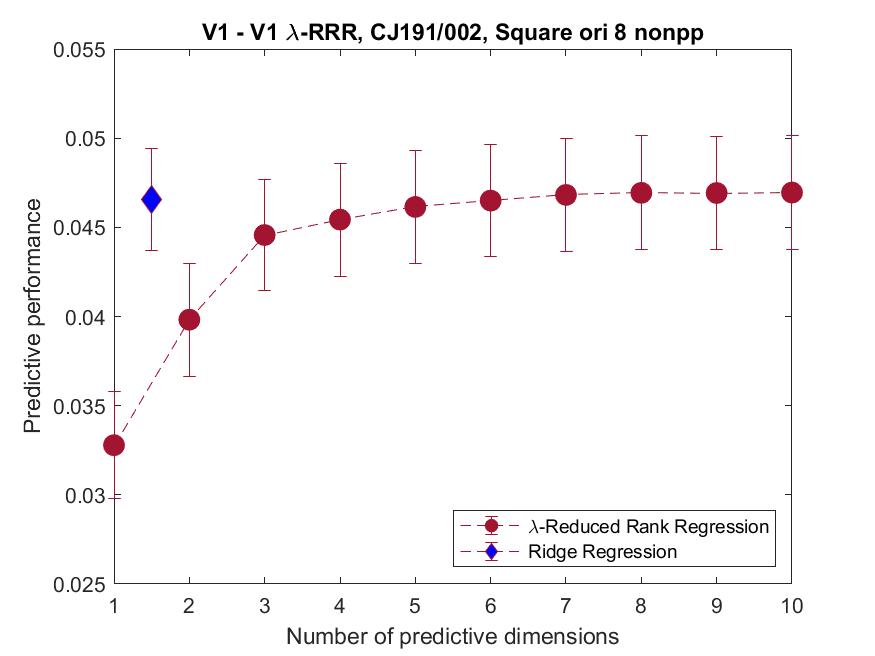 V1 - V1 λ-RRR, CJ191/002, Square ori 8 nonpp
0.055
0.05
0.045
0.04
0.035
0.03
0.025
Predictive performance
1 2 3 4 5 6 7 8 9 10
Number of predictive dimensions
λ-Reduced Rank Regression
Ridge Regression